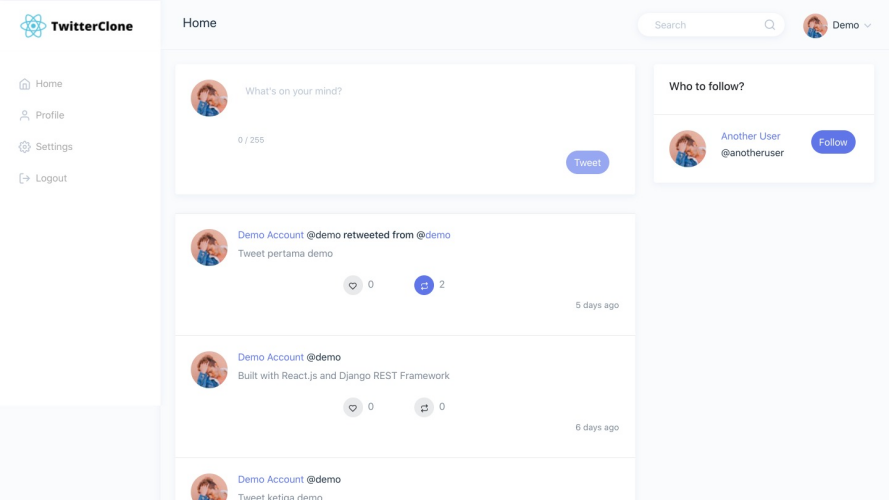 TwitterClone
Home
Profile
Settings
Logout
Home
Search
Demo
What's on your mind?
0 / 255
Tweet
Demo Account @demo retweeted from @demo
Tweet pertama demo
0 2
5 days ago
Demo Account @demo
Built with React.js and Django REST Framework
0 0
6 days ago
Demo Account @demo
Tweet ketiga demo
Who to follow?
Another User
@anotheruser
Follow